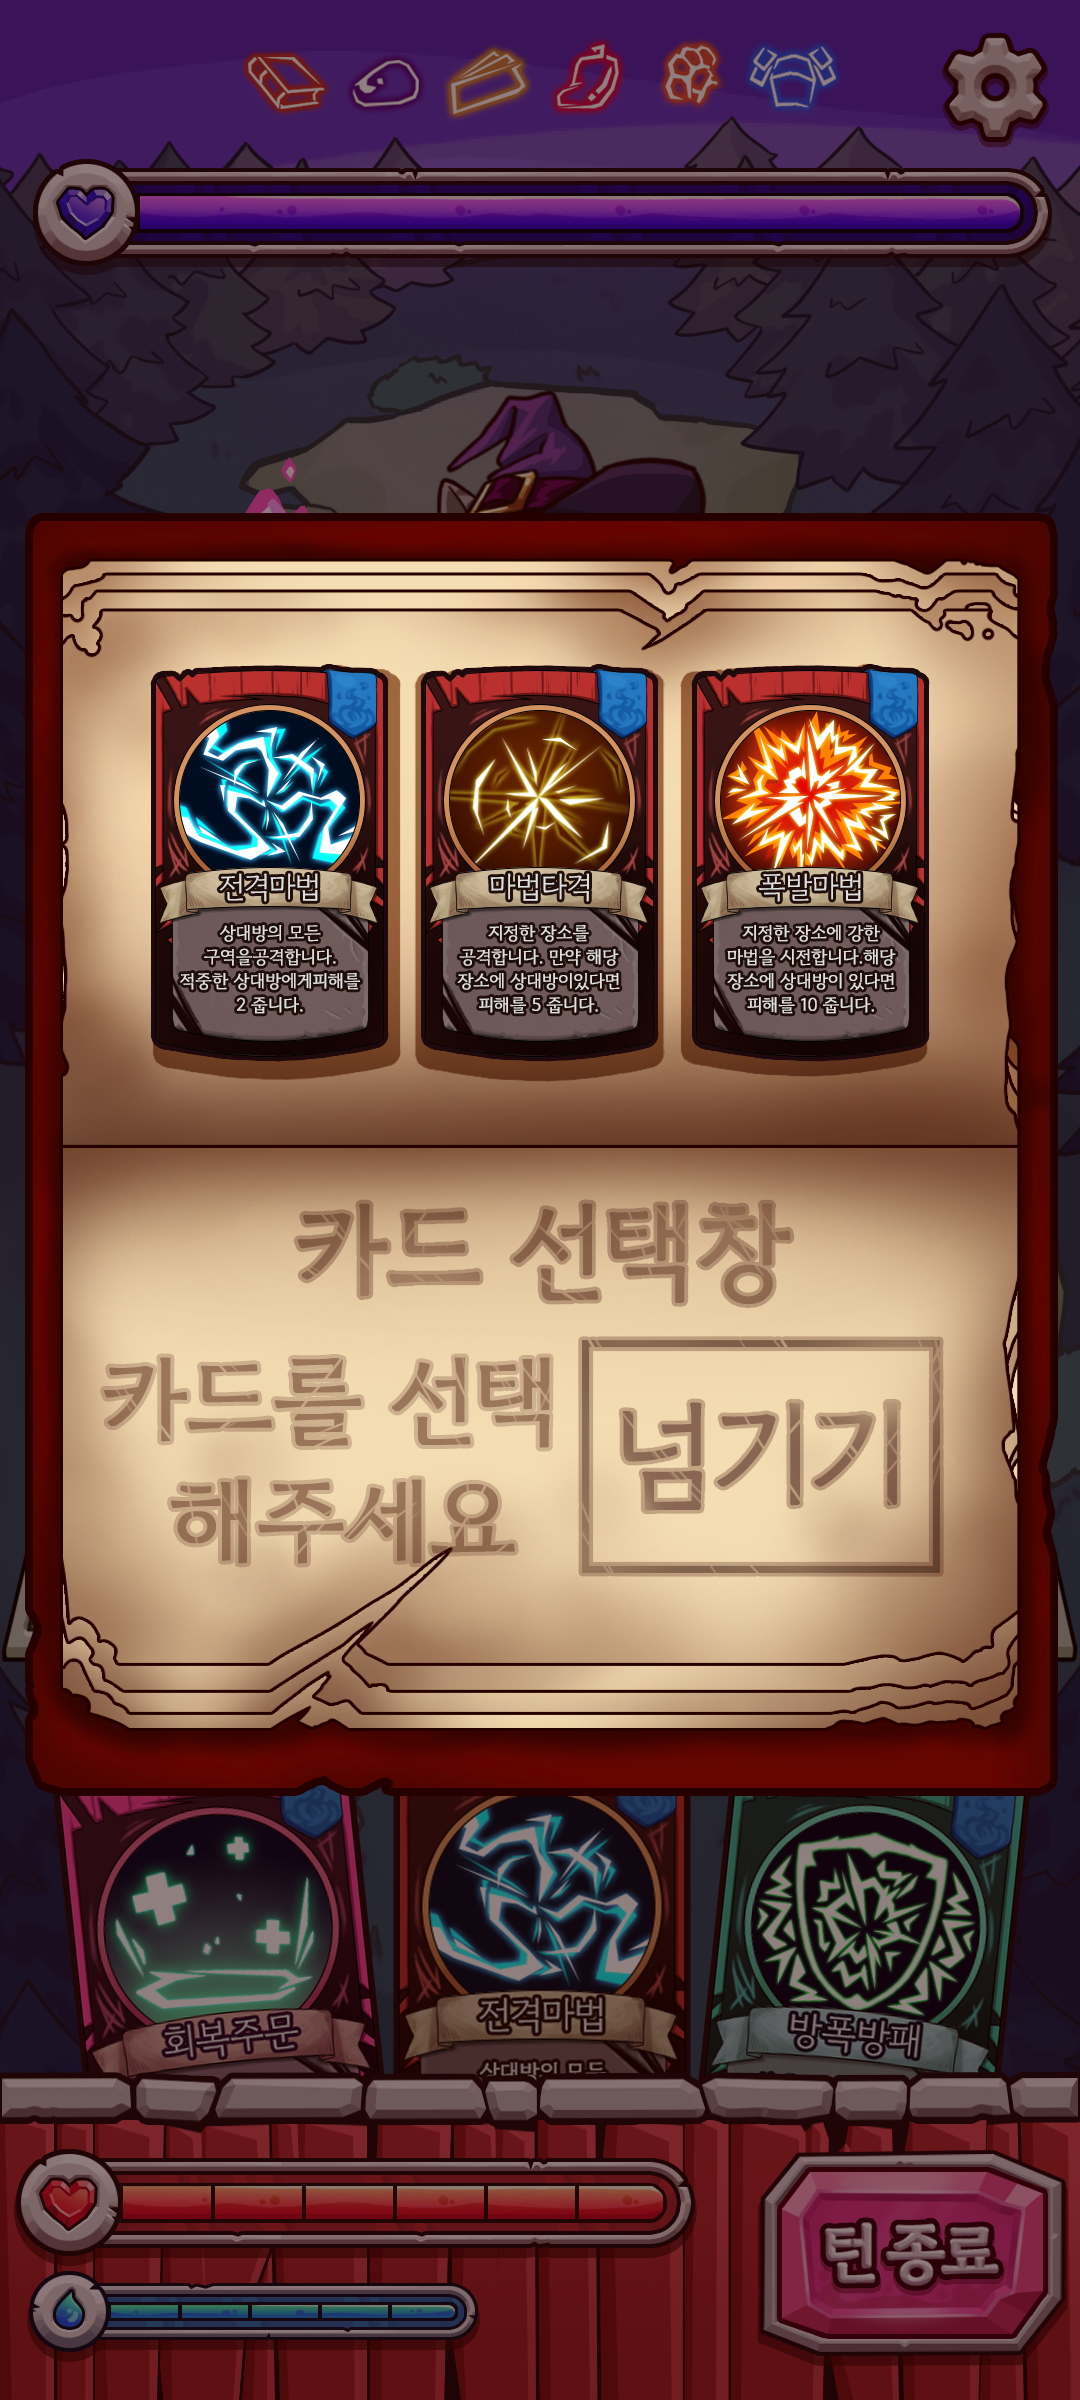 전격마법
상대방의 모든
구역을공격합니다.
적중한 상대방에게피해를
2 줍니다.
마법타격
지정한 장소를
공격합니다. 만약 해당
장소에 상대방이있다면
피해를 5 줍니다.
폭발마법
지정한 장소에 강한
마법을 시전합니다.해당
장소에 상대방이 있다면
피해를 10 줍니다.
카드 선택창
카드를 선택
해주세요
넘기기
회복주문
전격마법
상대방의 모든
방폭방패
턴 종료